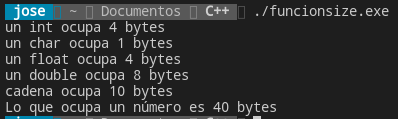 jose ~ Documentos C++ ./funcionsize.exe
un int ocupa 4 bytes
un char ocupa 1 bytes
un float ocupa 4 bytes
un double ocupa 8 bytes
cadena ocupa 10 bytes
Lo que ocupa un número es 40 bytes